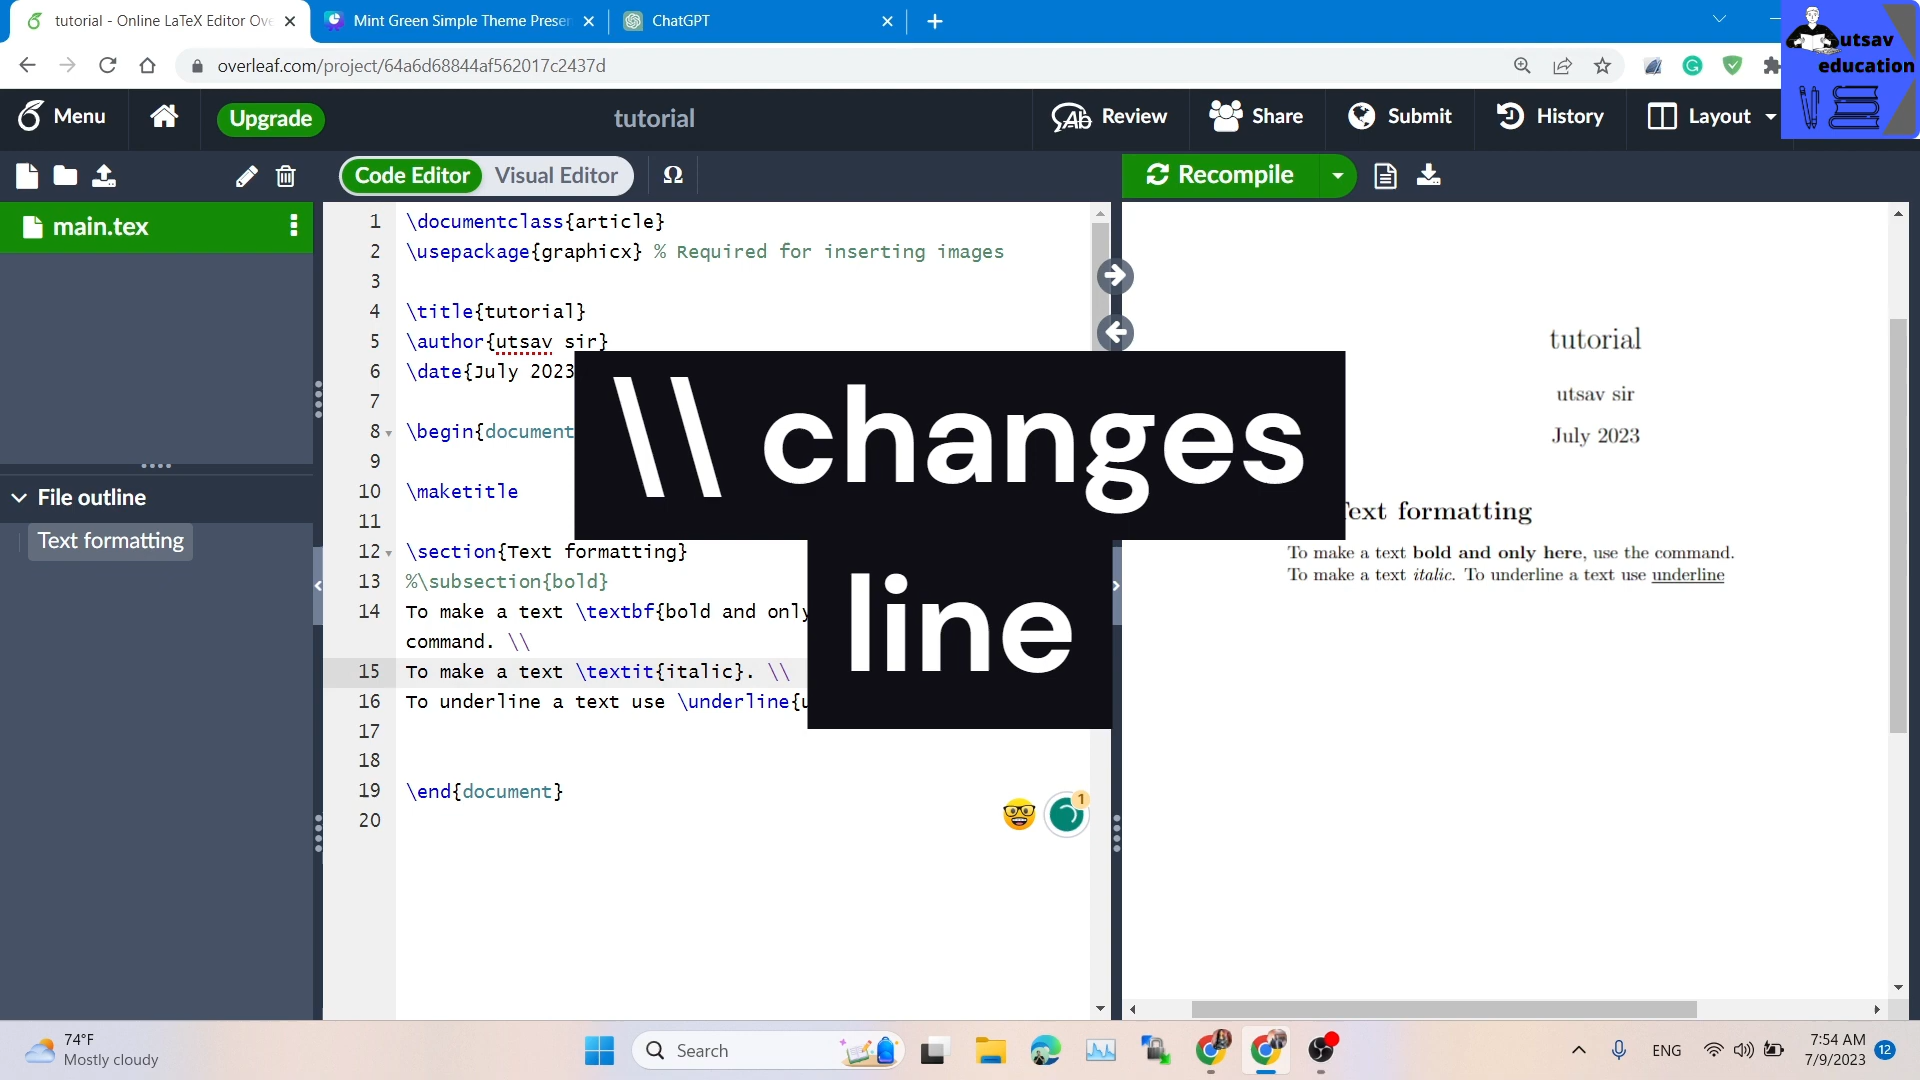 tutorial - Online LaTeX Editor Ove
Mint Green Simple Theme Presen
ChatGPT
utsav
education
overleaf.com/project/64a6d68844af562017c2437d
Menu
Upgrade
tutorial
Review
Share
Submit
History
Layout
Code Editor
Visual Editor
Ω
Recompile
main.tex
File outline
Text formatting
1 \documentclass{article}
2 \usepackage{graphicx} % Required for inserting images
3
4 \title{tutorial}
5 \author{utsav sir}
6 \date{July 2023
7
8 \begin{document
9
10 \maketitle
11
12 \section{Text formatting}
13 %\subsection{bold}
14 To make a text \textbf{bold and only
command. \\
15 To make a text \textit{italic}. \\
16 To underline a text use \underline{u
17
18
19 \end{document}
20
\\ changes
line
1
tutorial
utsav sir
July 2023
Text formatting
To make a text bold and only here, use the command.
To make a text italic. To underline a text use underline
74°F
Mostly cloudy
Search
ENG
7:54 AM
7/9/2023
12